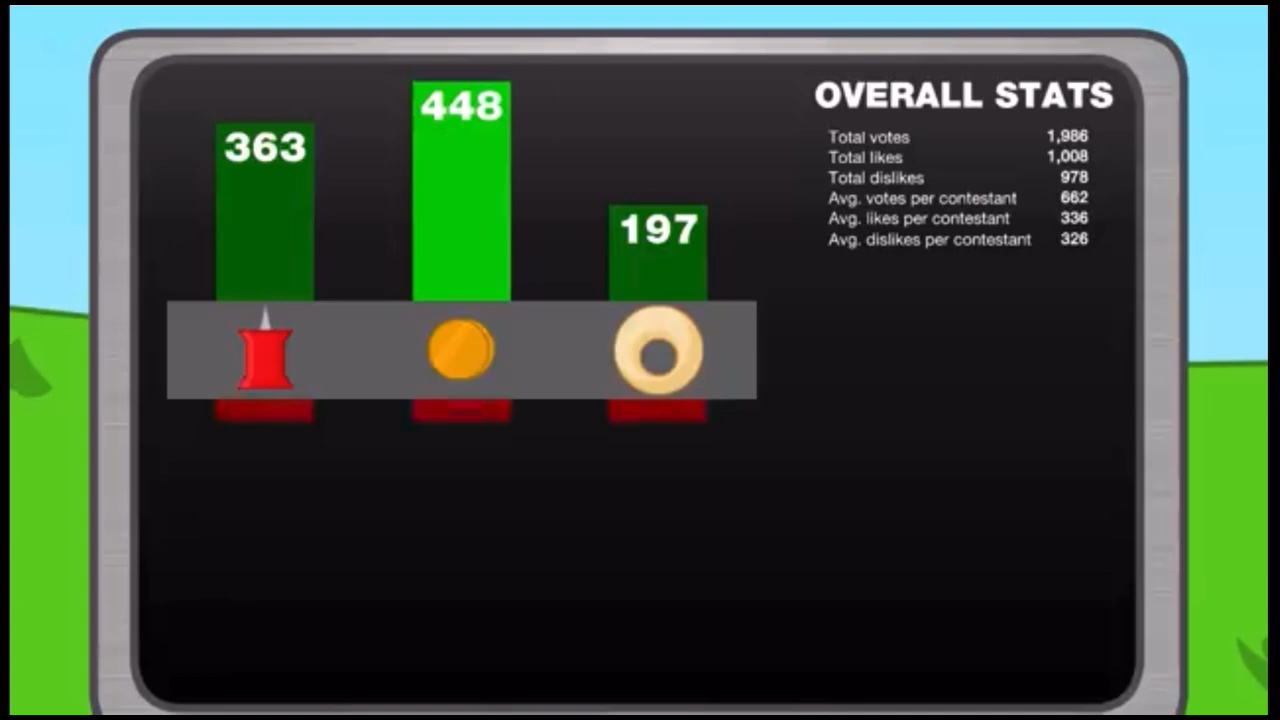 363
448
197
OVERALL STATS
Total votes 1,986
Total likes 1,008
Total dislikes 978
Avg. votes per contestant 662
Avg. likes per contestant 336
Avg. dislikes per contestant 326